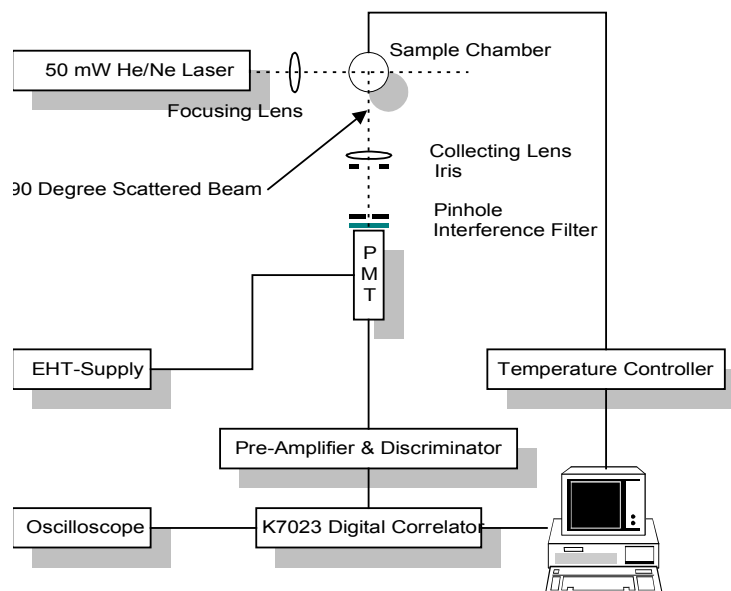 50 mW He/Ne Laser
Sample Chamber
Focusing Lens
Collecting Lens
Iris
90 Degree Scattered Beam
Pinhole
Interference Filter
P
M
T
EHT-Supply
Temperature Controller
Pre-Amplifier & Discriminator
Oscilloscope
K7023 Digital Correlator